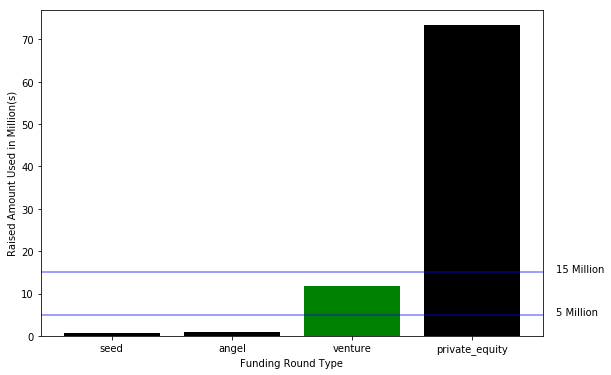 70
60
50
40
30
20
10
0
Raised Amount Used in Million(s)
15 Million
5 Million
seed angel venture private_equity
Funding Round Type